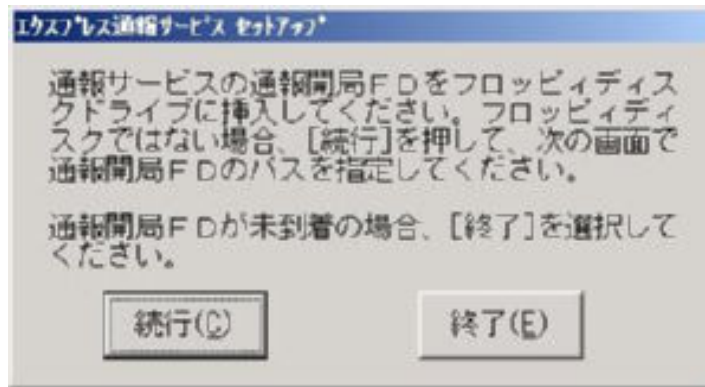 エクスプレス通報サービス セットアップ
通報サービスの通報開局ＦＤをフロッピィディス
クドライブに挿入してください。フロッピィディ
スクではない場合、[続行]を押して、次の画面で
通報開局ＦＤのパスを指定してください。
通報開局ＦＤが未到着の場合、[終了]を選択して
ください。
続行(C) 終了(E)